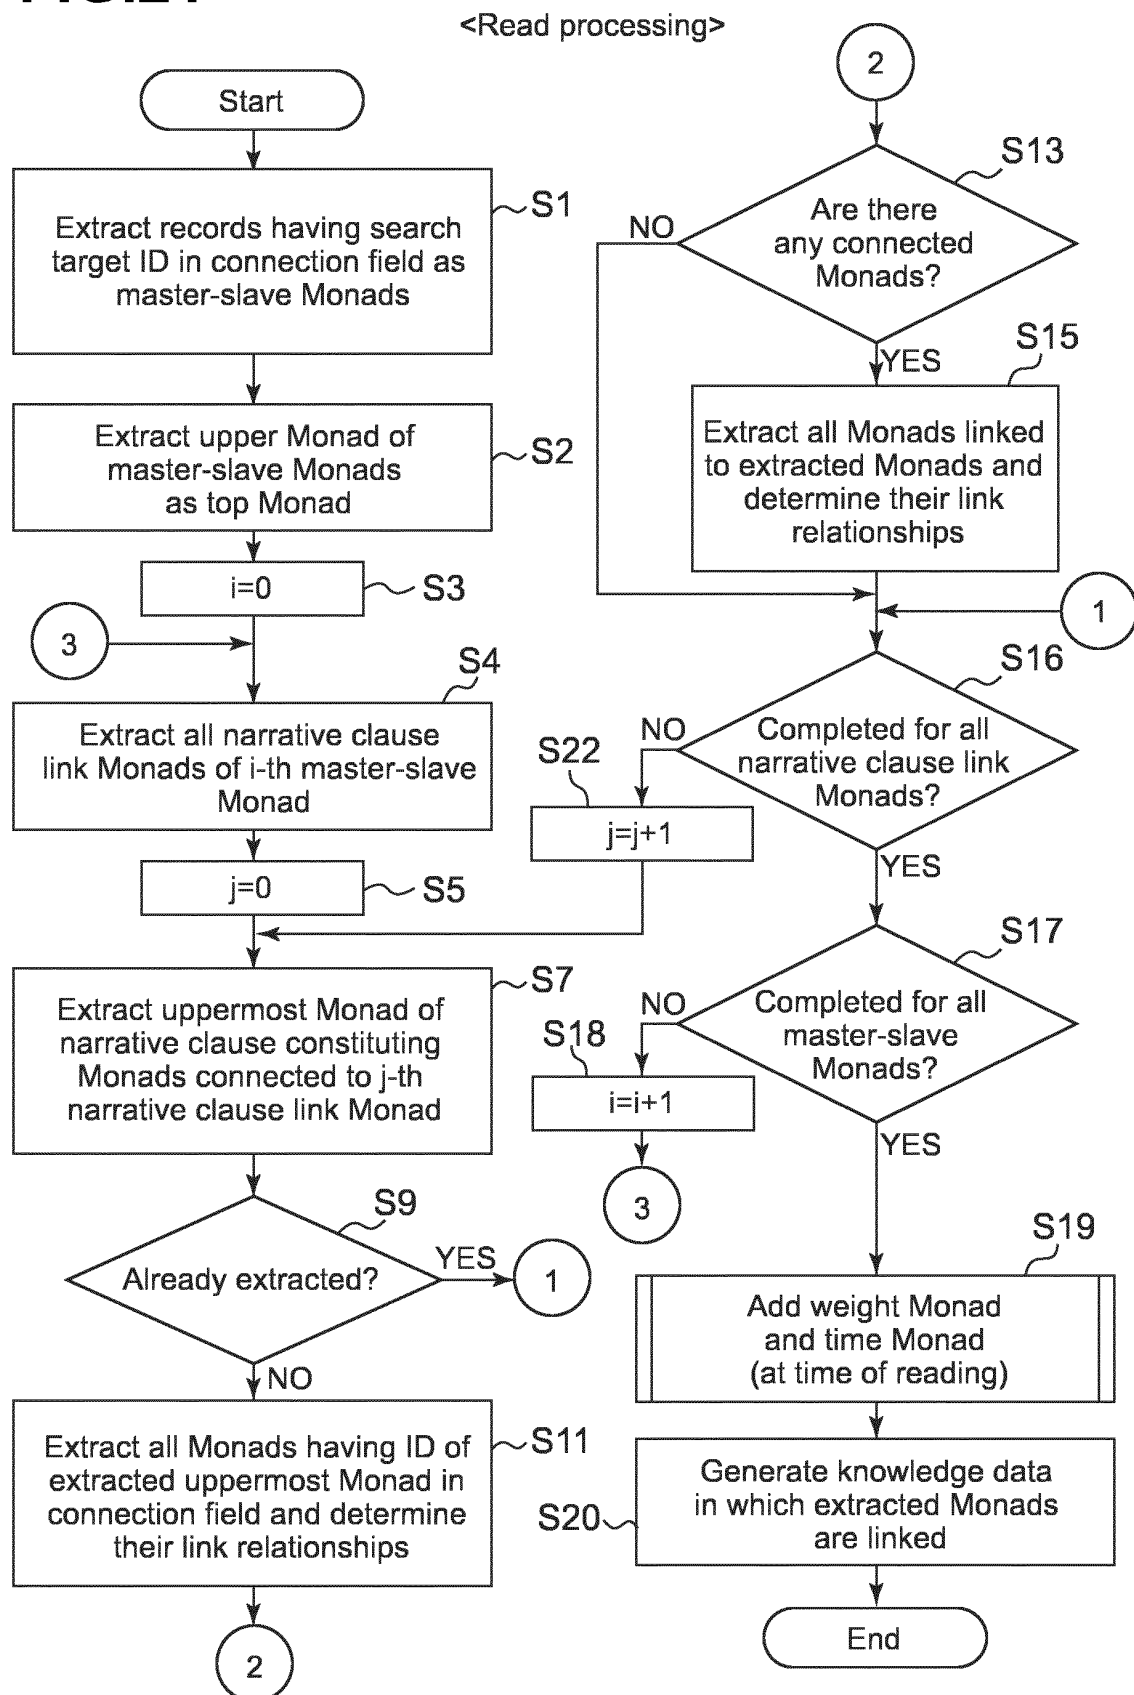 <Read processing>
Start
Extract records having search
target ID in connection field as
master-slave Monads
S1
Extract upper Monad of
master-slave Monads
as top Monad
S2
i=0
S3
3
S4
Extract all narrative clause
link Monads of i-th master-slave
Monad
j=0
S5
S7
Extract uppermost Monad of
narrative clause constituting
Monads connected to j-th
narrative clause link Monad
S9
Already extracted?
YES
1
NO
Extract all Monads having ID of
extracted uppermost Monad in
connection field and determine
their link relationships
S11
2
2
S13
Are there
any connected
Monads?
NO
YES
S15
Extract all Monads linked
to extracted Monads and
determine their link
relationships
1
S16
Completed for all
narrative clause link
Monads?
NO
S22
j=j+1
YES
S17
Completed for all
master-slave
Monads?
NO
S18
i=i+1
3
YES
S19
Add weight Monad
and time Monad
(at time of reading)
Generate knowledge data
in which extracted Monads
are linked
S20
End